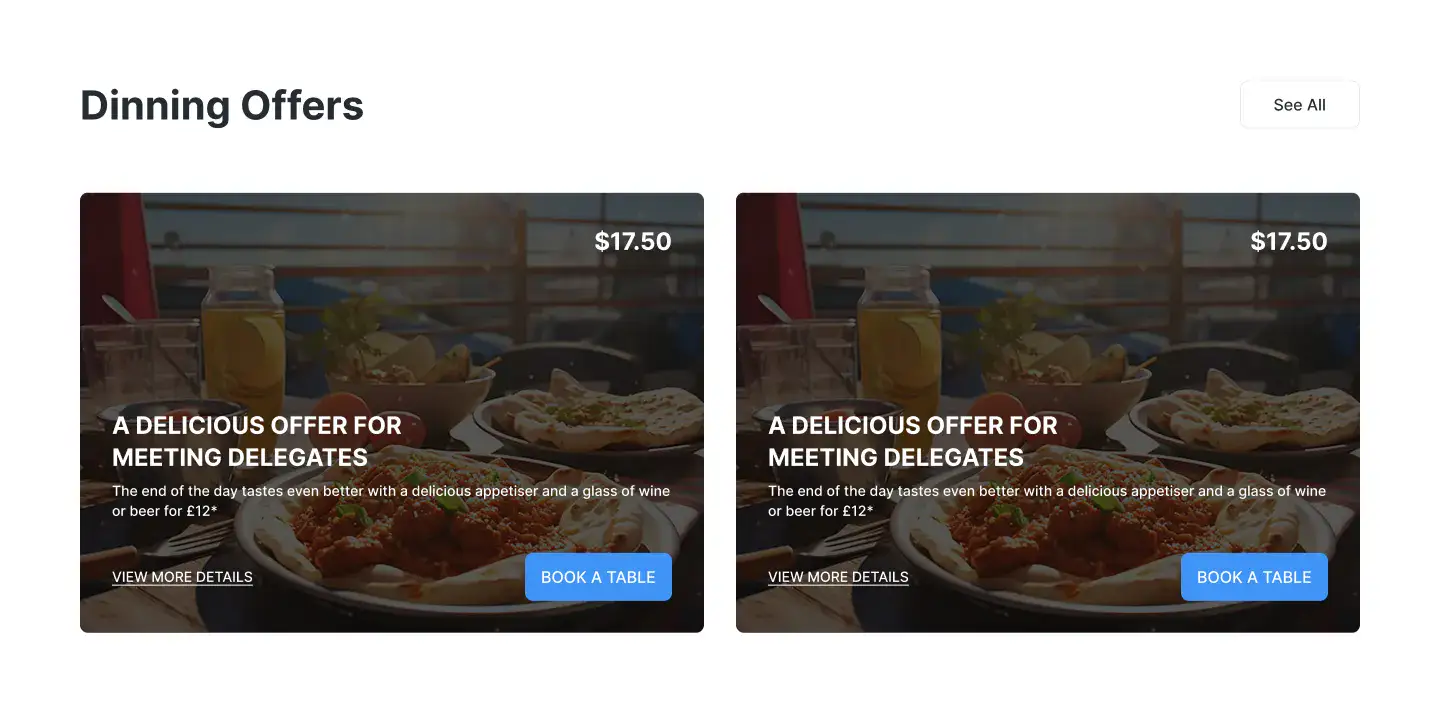 Dinning Offers
See All
$17.50
A DELICIOUS OFFER FOR
MEETING DELEGATES
The end of the day tastes even better with a delicious appetiser and a glass of wine
or beer for £12*
VIEW MORE DETAILS
BOOK A TABLE
$17.50
A DELICIOUS OFFER FOR
MEETING DELEGATES
The end of the day tastes even better with a delicious appetiser and a glass of wine
or beer for £12*
VIEW MORE DETAILS
BOOK A TABLE